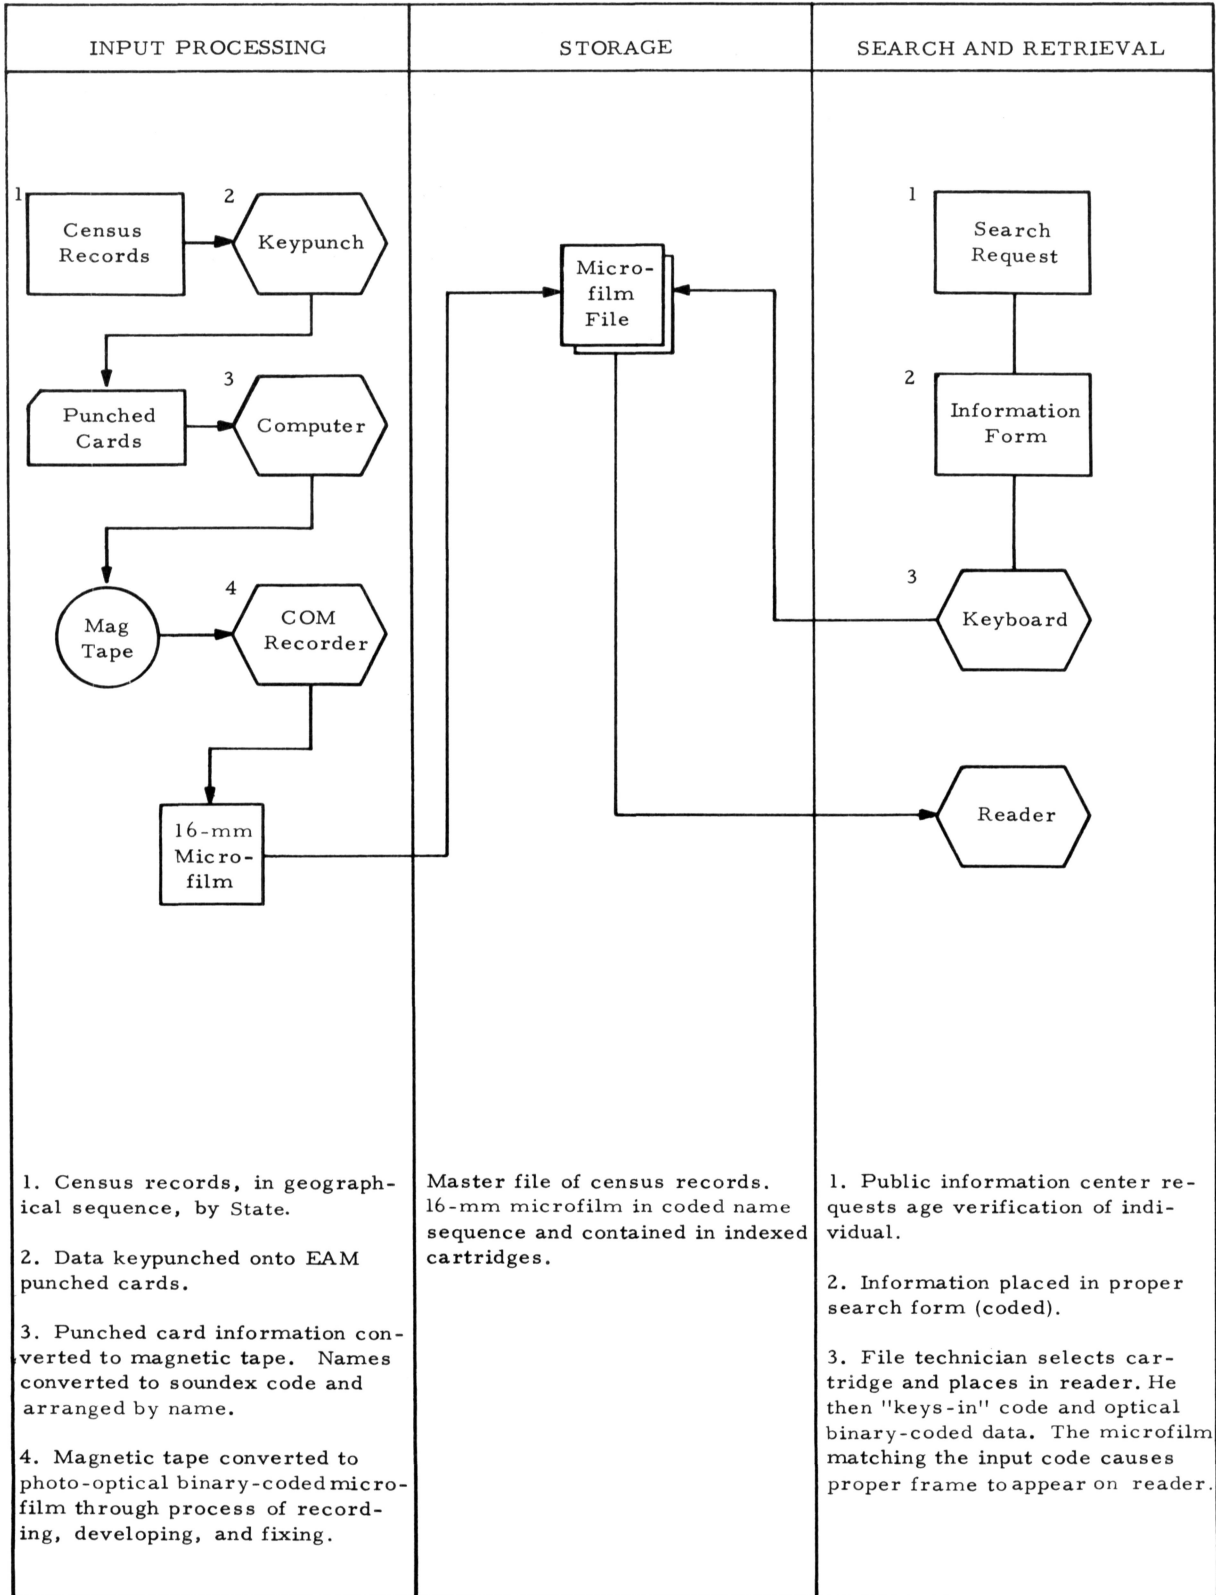 INPUT PROCESSING
STORAGE
SEARCH AND RETRIEVAL
1
Census
Records
2
Keypunch
Punched
Cards
3
Computer
Mag
Tape
4
COM
Recorder
16-mm
Micro-
film
Micro-
film
File
1
Search
Request
2
Information
Form
3
Keyboard
Reader
1. Census records, in geograph-
ical sequence, by State.
2. Data keypunched onto EAM
punched cards.
3. Punched card information con-
verted to magnetic tape. Names
converted to soundex code and
arranged by name.
4. Magnetic tape converted to
photo-optical binary-coded micro-
film through process of record-
ing, developing, and fixing.
Master file of census records.
16-mm microfilm in coded name
sequence and contained in indexed
cartridges.
1. Public information center re-
quests age verification of indi-
vidual.
2. Information placed in proper
search form (coded).
3. File technician selects car-
tridge and places in reader. He
then "keys-in" code and optical
binary-coded data. The microfilm
matching the input code causes
proper frame to appear on reader.